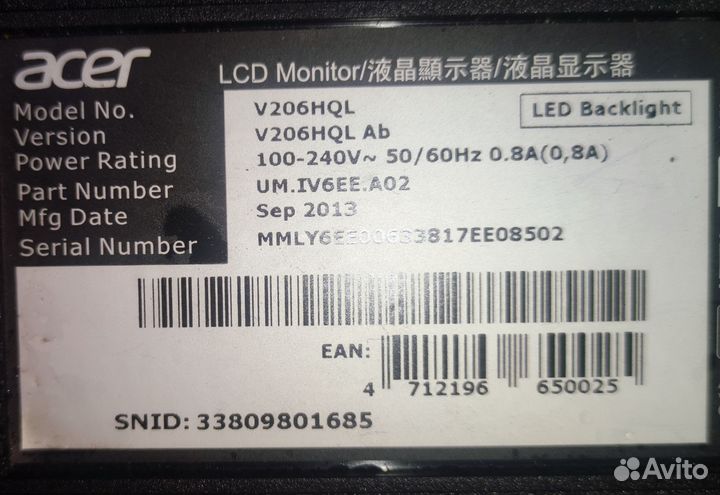 acer
LCD Monitor/液晶顯示器/液晶显示器
Model No. V206HQL LED Backlight
Version V206HQL Ab
Power Rating 100-240V~ 50/60Hz 0.8A(0,8A)
Part Number UM.IV6EE.A02
Mfg Date Sep 2013
Serial Number MMLY6EE00633817EE08502
EAN:
4 712196 650025
SNID: 33809801685
Avito